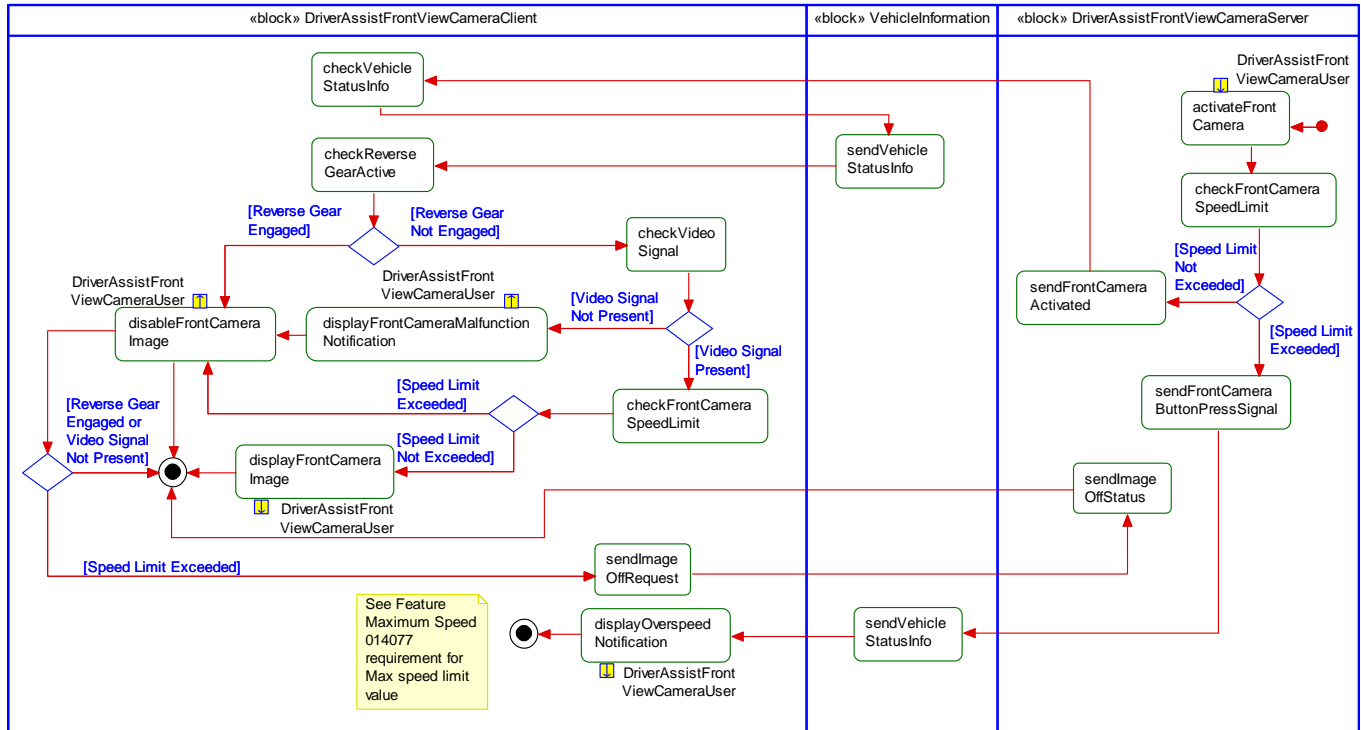 «block» DriverAssistFrontViewCameraClient
«block» VehicleInformation
«block» DriverAssistFrontViewCameraServer
checkVehicle
StatusInfo
DriverAssistFront
ViewCameraUser
activateFront
Camera
sendVehicle
StatusInfo
checkReverse
GearActive
checkFrontCamera
SpeedLimit
[Reverse Gear
Engaged]
[Reverse Gear
Not Engaged]
checkVideo
Signal
[Speed Limit
Not
Exceeded]
DriverAssistFront
ViewCameraUser
DriverAssistFront
ViewCameraUser
sendFrontCamera
Activated
[Video Signal
Not Present]
disableFrontCamera
Image
displayFrontCameraMalfunction
Notification
[Speed Limit
Exceeded]
[Video Signal
Present]
[Speed Limit
Exceeded]
checkFrontCamera
SpeedLimit
sendFrontCamera
ButtonPressSignal
[Reverse Gear
Engaged or
Video Signal
Not Present]
[Speed Limit
Not Exceeded]
displayFrontCamera
Image
DriverAssistFront
ViewCameraUser
sendImage
OffStatus
[Speed Limit Exceeded]
sendImage
OffRequest
See Feature
Maximum Speed
014077
requirement for
Max speed limit
value
displayOverspeed
Notification
DriverAssistFront
ViewCameraUser
sendVehicle
StatusInfo